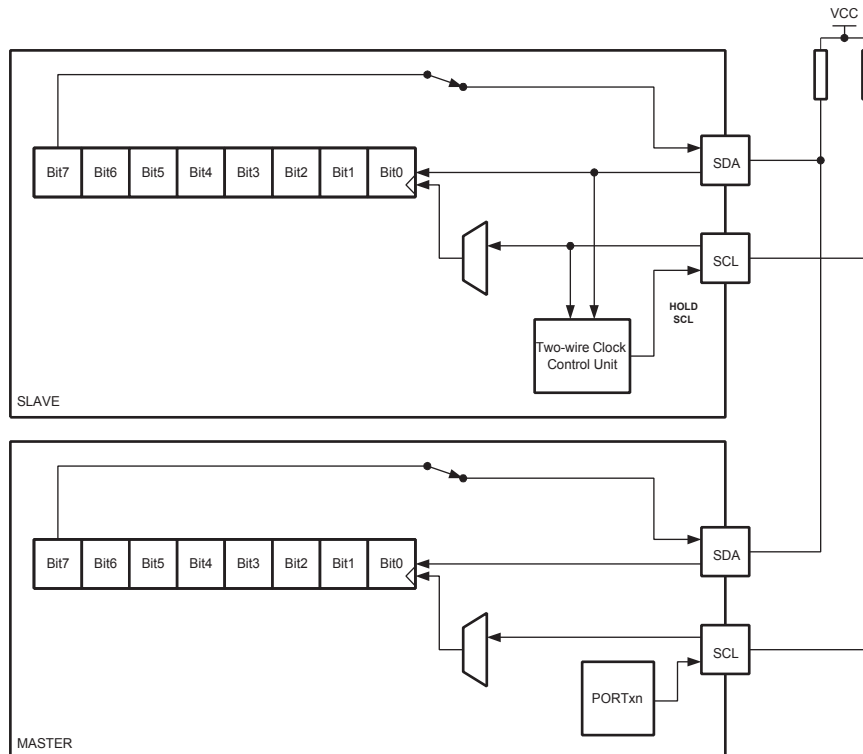 VCC
Bit7 Bit6 Bit5 Bit4 Bit3 Bit2 Bit1 Bit0
SDA
SCL
HOLD
SCL
Two-wire Clock
Control Unit
SLAVE
Bit7 Bit6 Bit5 Bit4 Bit3 Bit2 Bit1 Bit0
SDA
SCL
PORTxn
MASTER